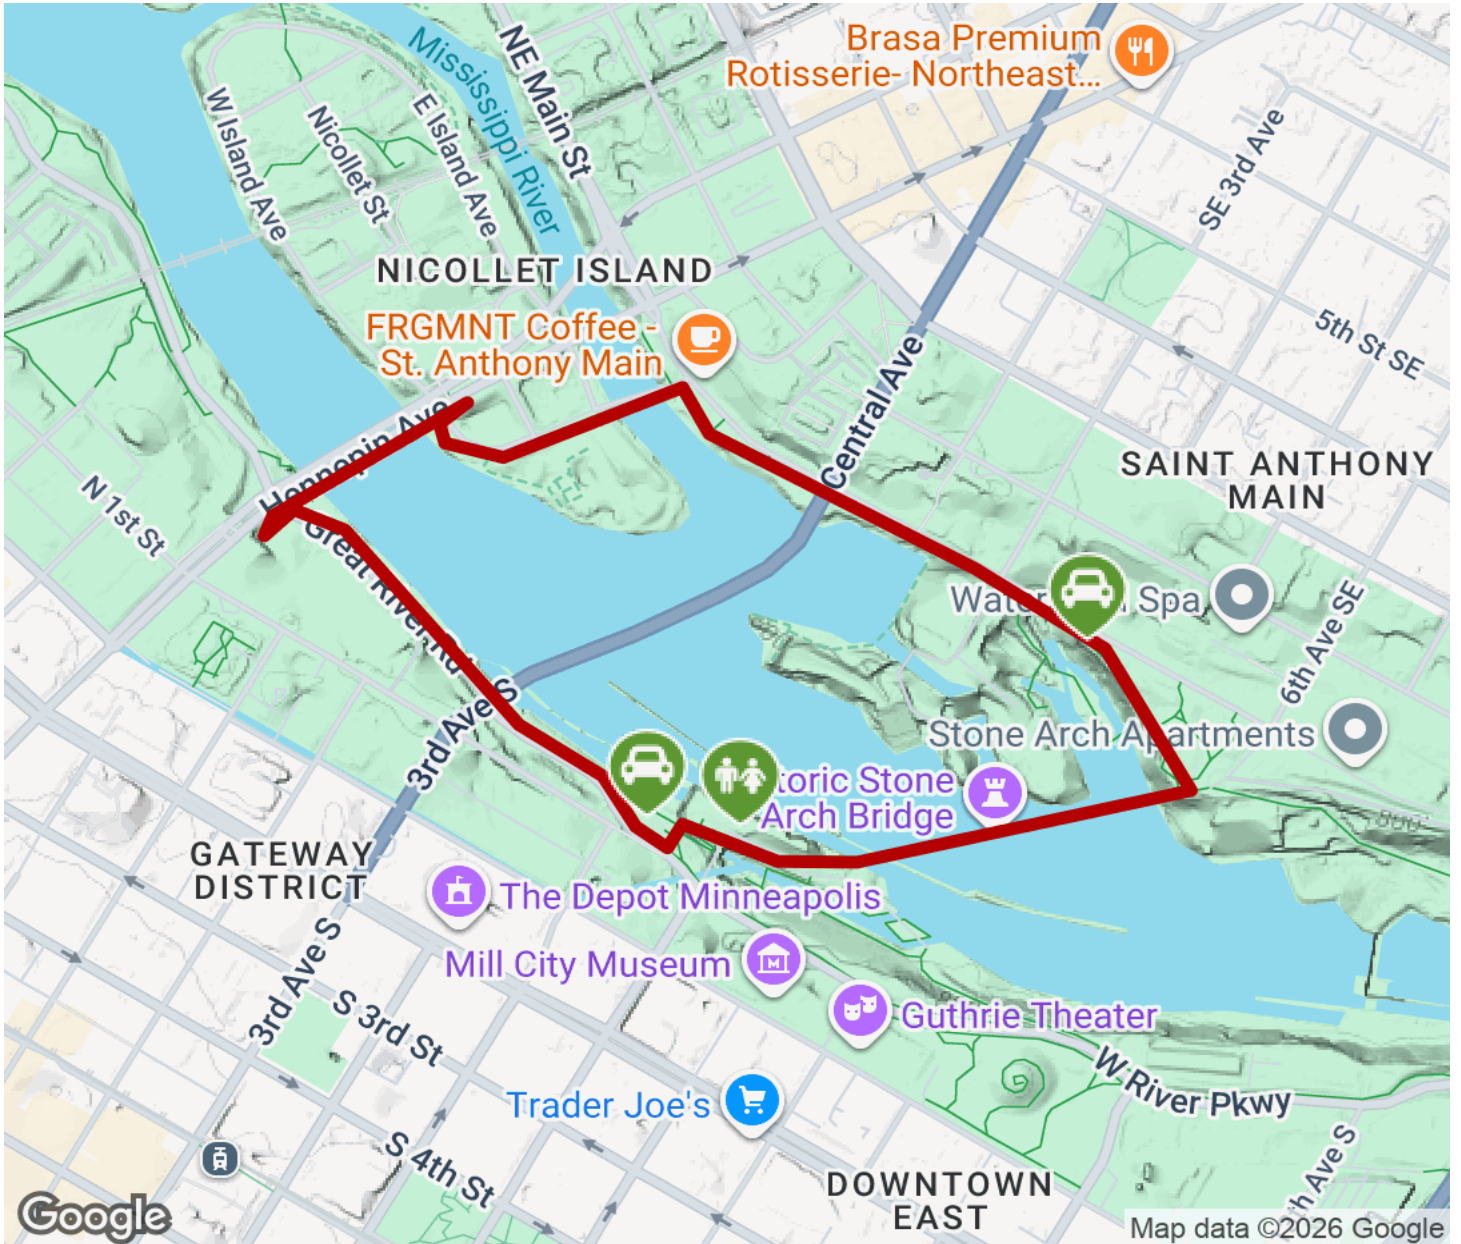 Brasa Premium
Rotisserie- Northeast...
Mississippi River
NE Main St
W Island Ave
Nicollet St
E Island Ave
SE 3rd Ave
NICOLLET ISLAND
FRGMNT Coffee -
St. Anthony Main
5th St SE
Central Ave
Hennepin Ave
SAINT ANTHONY
MAIN
N 1st St
Great River Rd
Spa
6th Ave SE
3rd Ave S
Stone Arch Apartments
toric Stone
Arch Bridge
800'
GATEWAY
DISTRICT
The Depot Minneapolis
Mill City Museum
Guthrie Theater
3rd Ave S
S 3rd St
W River Pkwy
Trader Joe's
S 4th St
DOWNTOWN
EAST
Ave S
Google
Map data ©2026 Google